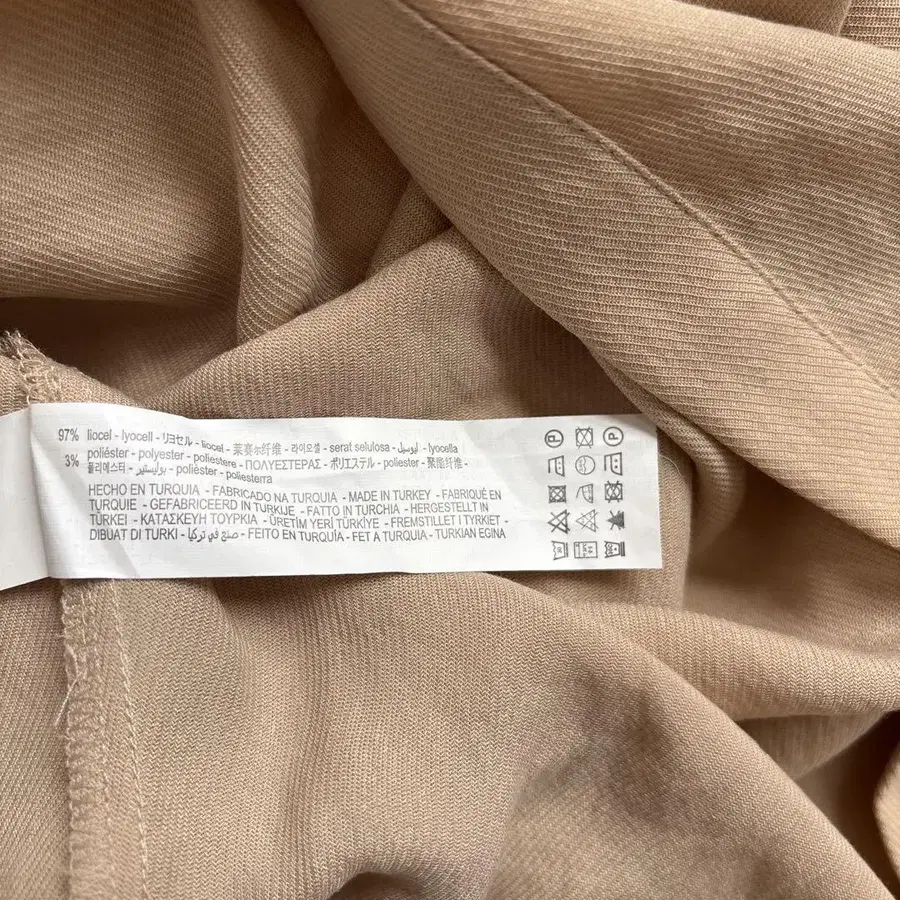 97% liocel - lyocell - リヨセル - liocel - 莱赛尔纤维 - 라이오셀 - serat selulosa - ليوسيل - lyocella
3% poliéster - polyester - poliestere - ΠΟΛΥΕΣΤΕΡΑΣ - ポリエステル - poliester - 聚酯纤维 -
폴리에스터 - بوليستير - polièster - poliesterra
HECHO EN TURQUIA - FABRICADO NA TURQUIA - MADE IN TURKEY - FABRIQUÉ EN
TURQUIE - GEFABRICEERD IN TURKIJE - FATTO IN TURCHIA - HERGESTELLT IN
TÜRKEI - ΚΑΤΑΣΚΕΥΗ ΤΟΥΡΚΙΑ - ÜRETİM YERİ TÜRKİYE - FREMSTILLET I TYRKIET -
DIBUAT DI TURKI - صنع في تركيا - FEITO EN TURQUÍA - FET A TURQUIA - TURKIAN EGINA
P P